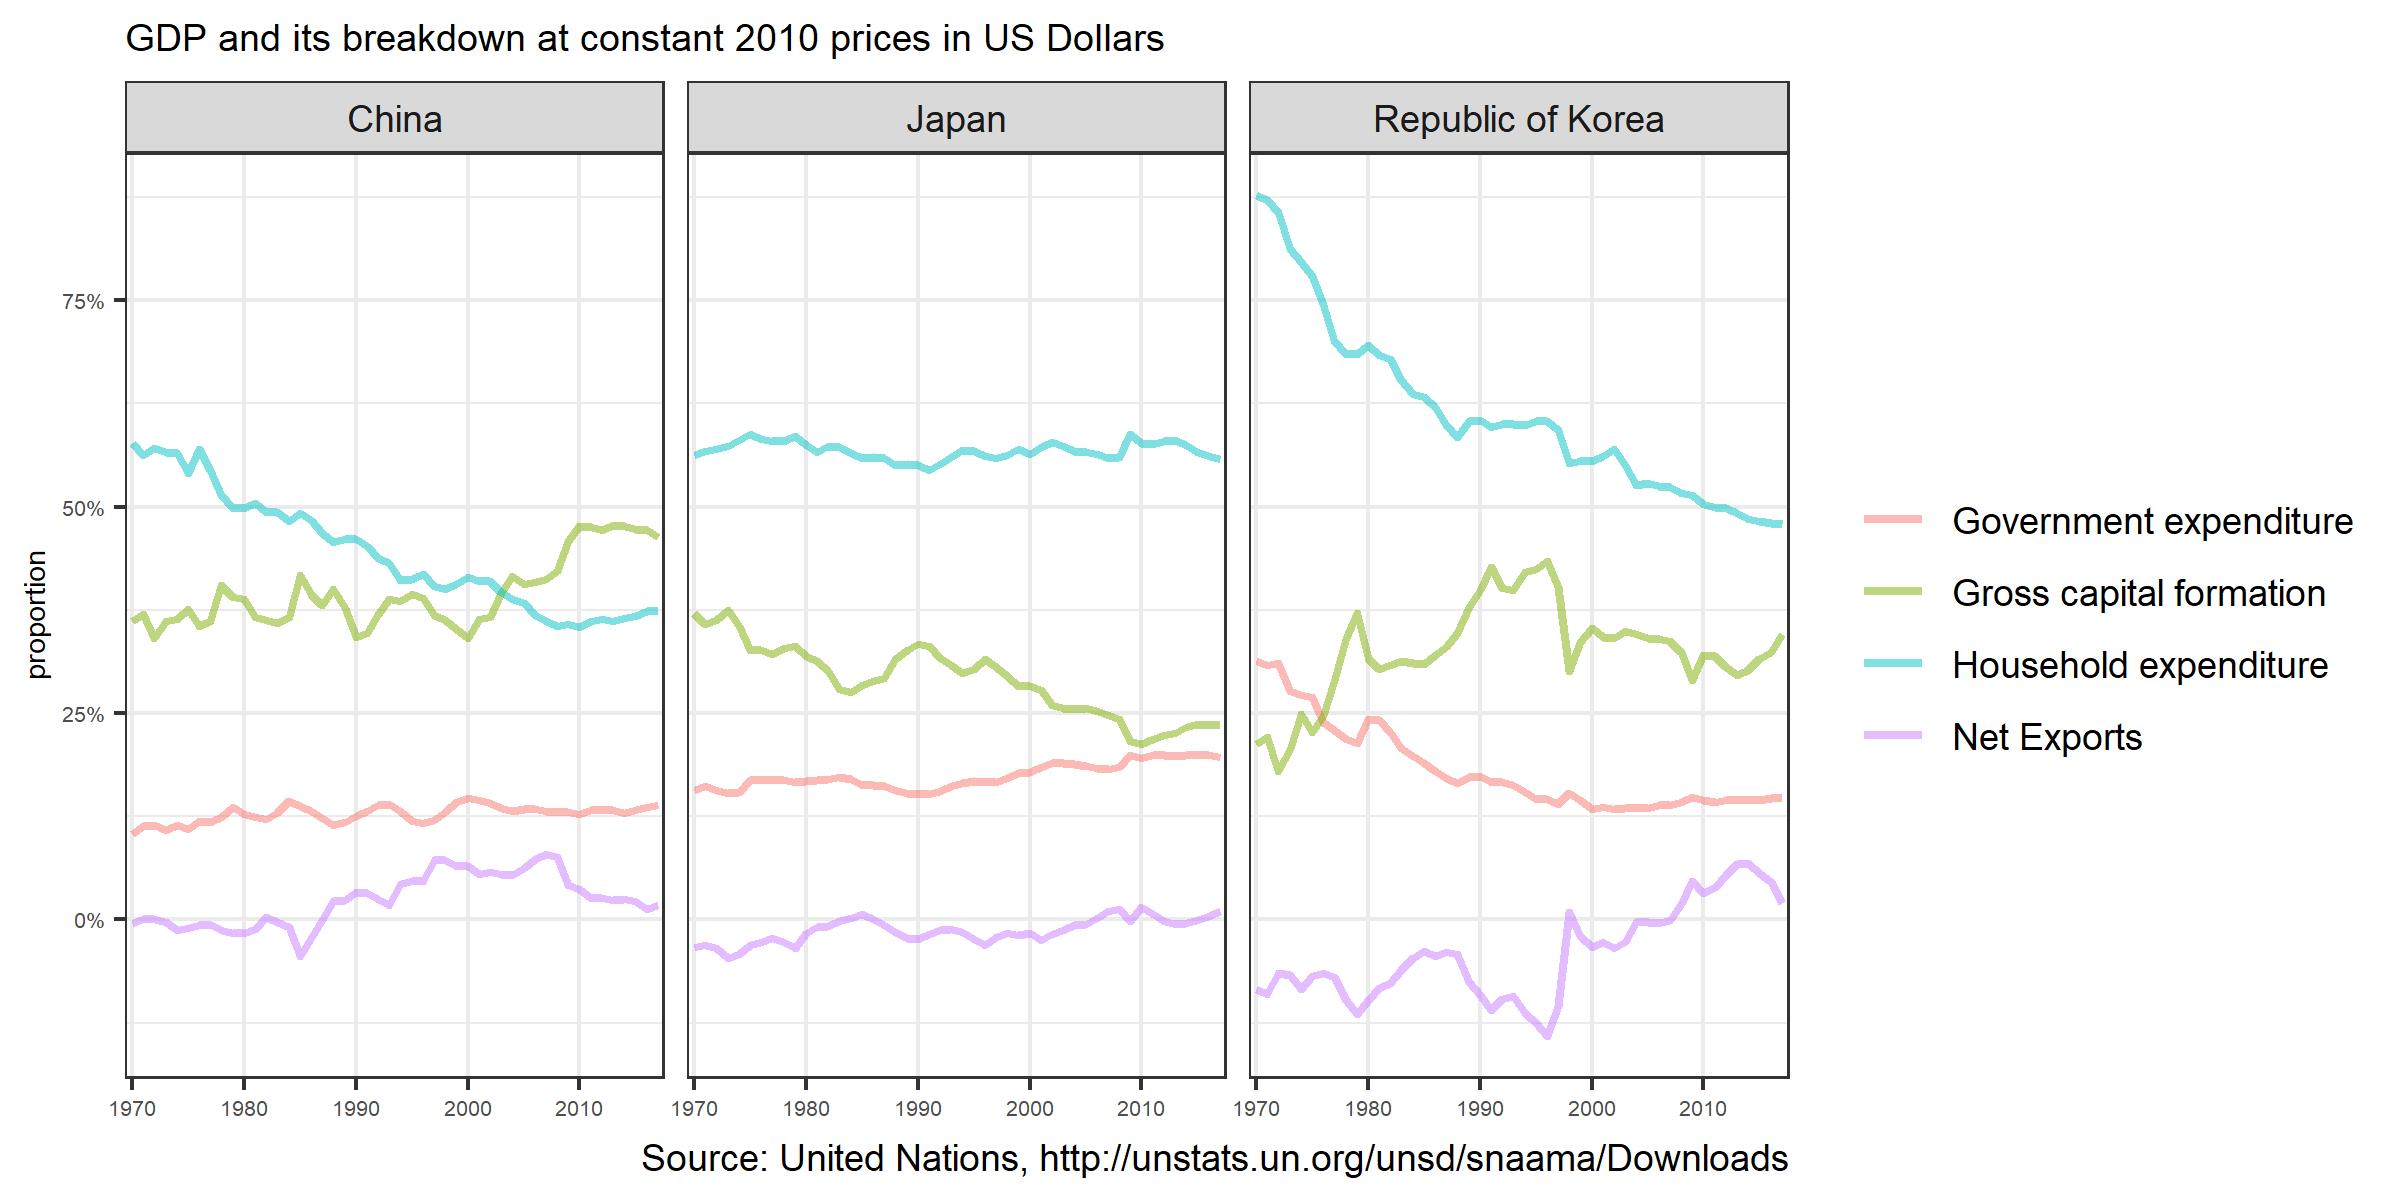 GDP and its breakdown at constant 2010 prices in US Dollars
China
Japan
Republic of Korea
proportion
75%
50%
25%
0%
1970 1980 1990 2000 2010
1970 1980 1990 2000 2010
1970 1980 1990 2000 2010
Government expenditure
Gross capital formation
Household expenditure
Net Exports
Source: United Nations, http://unstats.un.org/unsd/snaama/Downloads